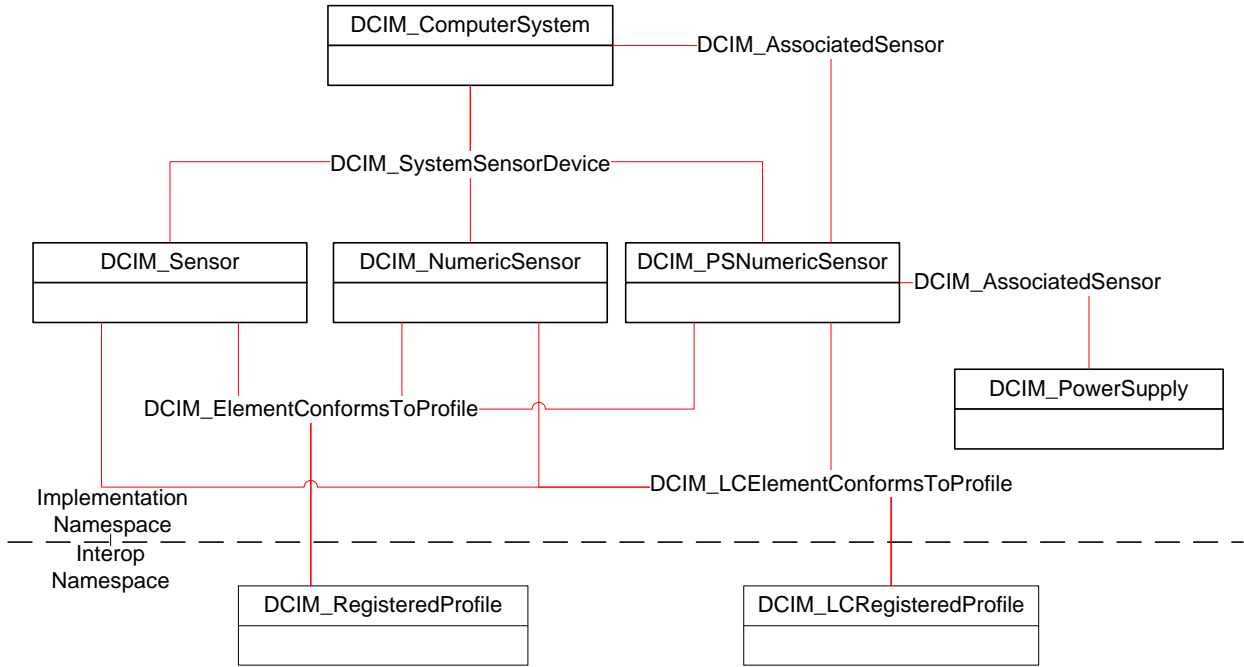 DCIM_ComputerSystem
DCIM_AssociatedSensor
DCIM_SystemSensorDevice
DCIM_Sensor
DCIM_NumericSensor
DCIM_PSNumericSensor
DCIM_AssociatedSensor
DCIM_PowerSupply
DCIM_ElementConformsToProfile
DCIM_LCElementConformsToProfile
Implementation
Namespace
Interop
Namespace
DCIM_RegisteredProfile
DCIM_LCRegisteredProfile